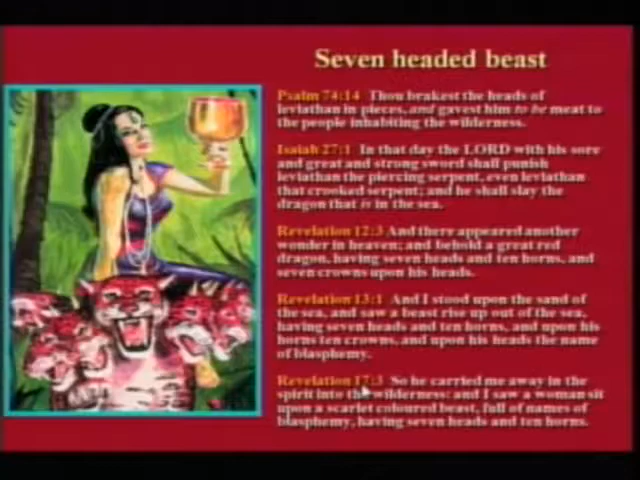 Seven headed beast
Psalm 74:14 Thou brakest the heads of
leviathan in pieces, and gavest him to be meat to
the people inhabiting the wilderness.
Isaiah 27:1 In that day the LORD with his sore
and great and strong sword shall punish
leviathan the piercing serpent, even leviathan
that crooked serpent; and he shall slay the
dragon that is in the sea.
Revelation 12:3 And there appeared another
wonder in heaven; and behold a great red
dragon, having seven heads and ten horns, and
seven crowns upon his heads.
Revelation 13:1 And I stood upon the sand of
the sea, and saw a beast rise up out of the sea,
having seven heads and ten horns, and upon his
horns ten crowns, and upon his heads the name
of blasphemy.
Revelation 17:3 So he carried me away in the
spirit into the wilderness: and I saw a woman sit
upon a scarlet coloured beast, full of names of
blasphemy, having seven heads and ten horns.